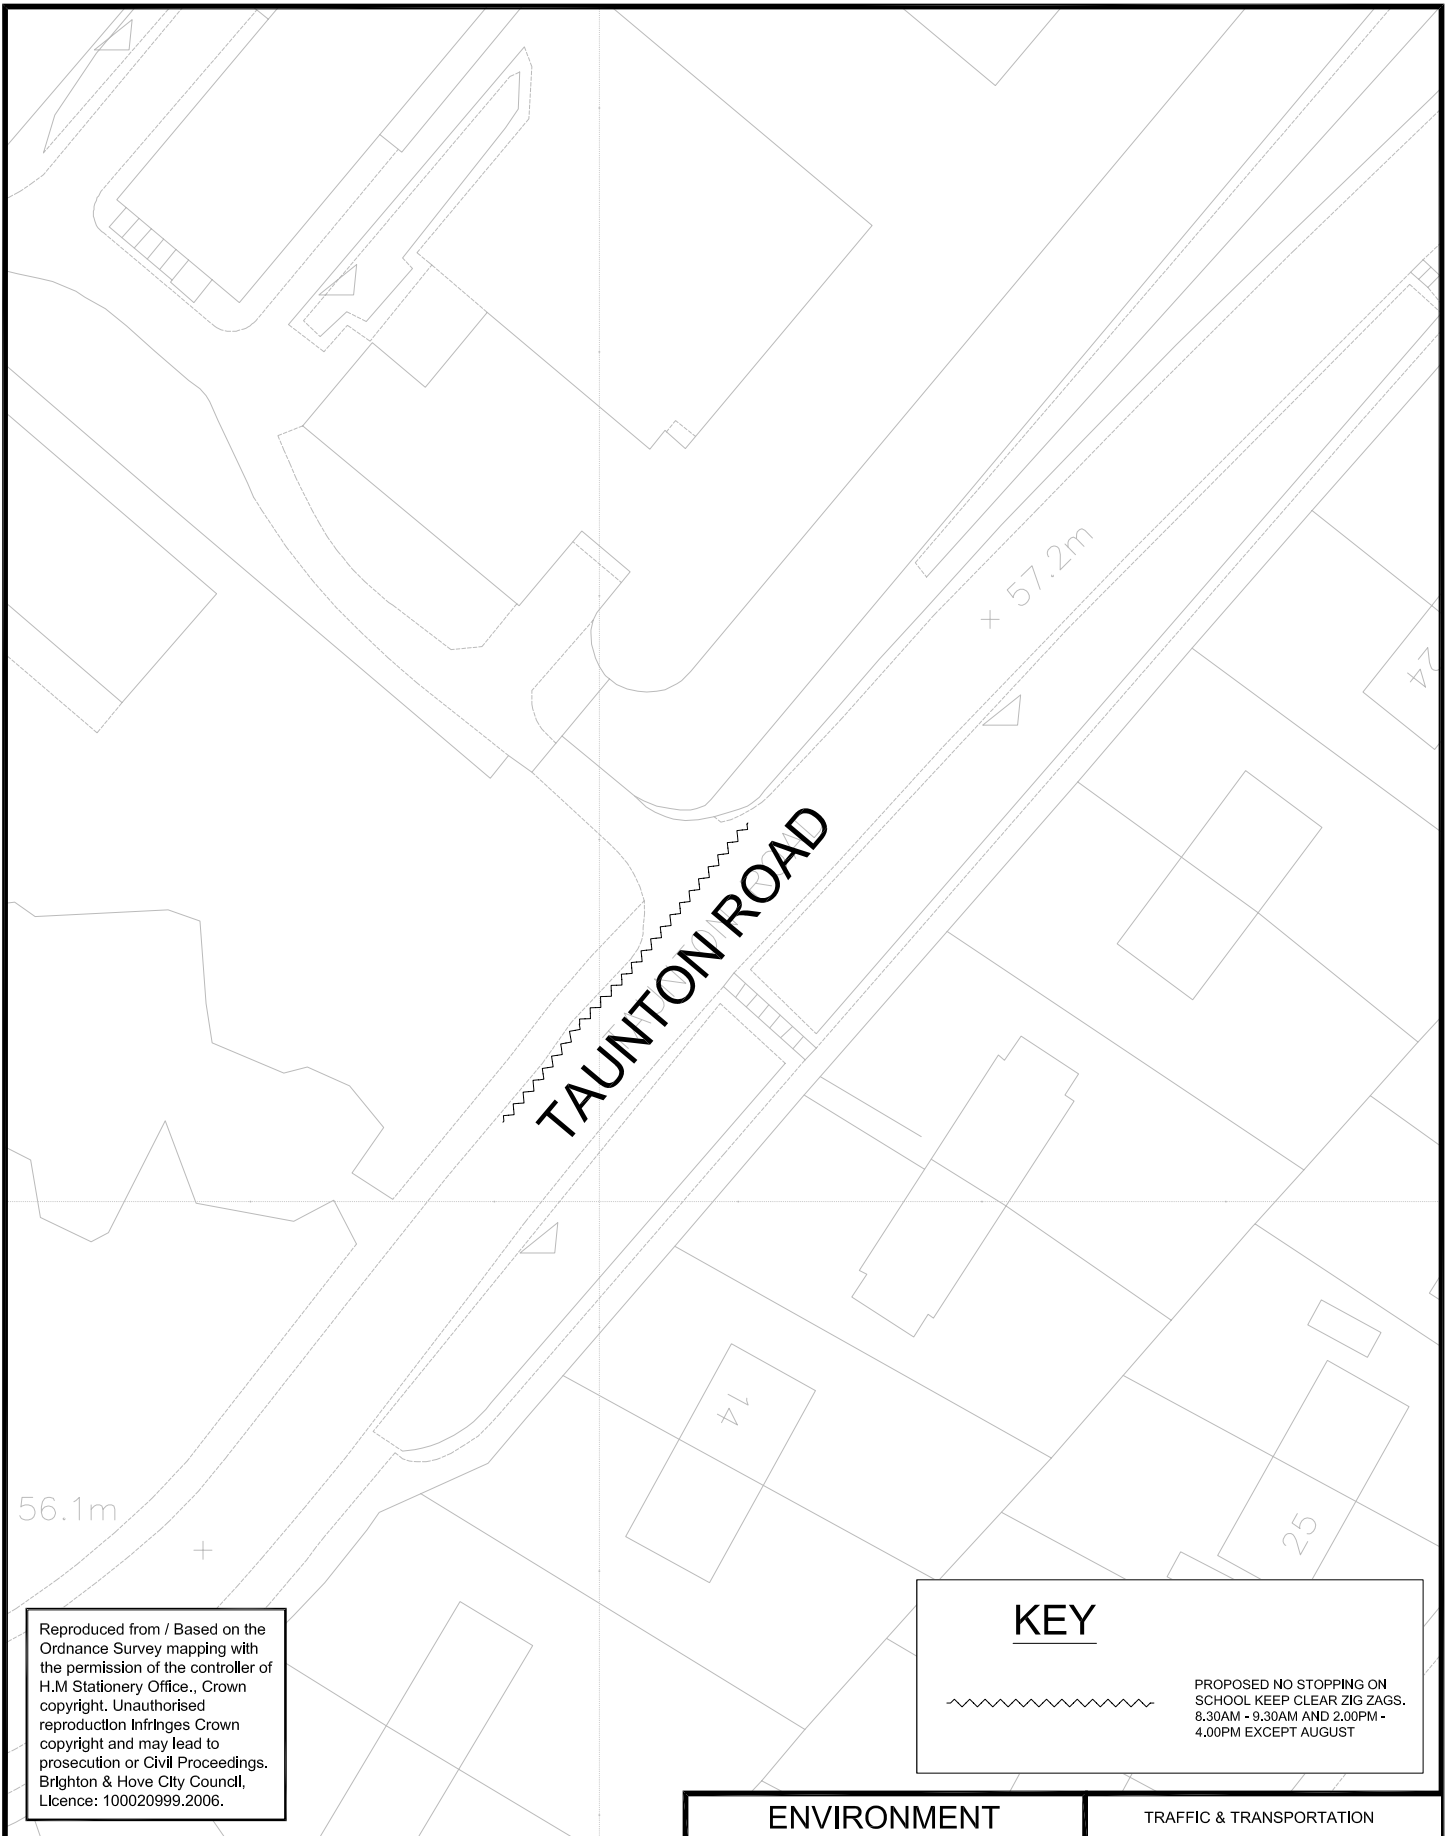 57.2m
24
TAUNTON ROAD
TAUNTON ROAD
14
56.1m
25
Reproduced from / Based on the
Ordnance Survey mapping with
the permission of the controller of
H.M Stationery Office., Crown
copyright. Unauthorised
reproduction infringes Crown
copyright and may lead to
prosecution or Civil Proceedings.
Brighton & Hove City Council,
Licence: 100020999.2006.
KEY
PROPOSED NO STOPPING ON
SCHOOL KEEP CLEAR ZIG ZAGS.
8.30AM - 9.30AM AND 2.00PM -
4.00PM EXCEPT AUGUST
ENVIRONMENT
TRAFFIC & TRANSPORTATION